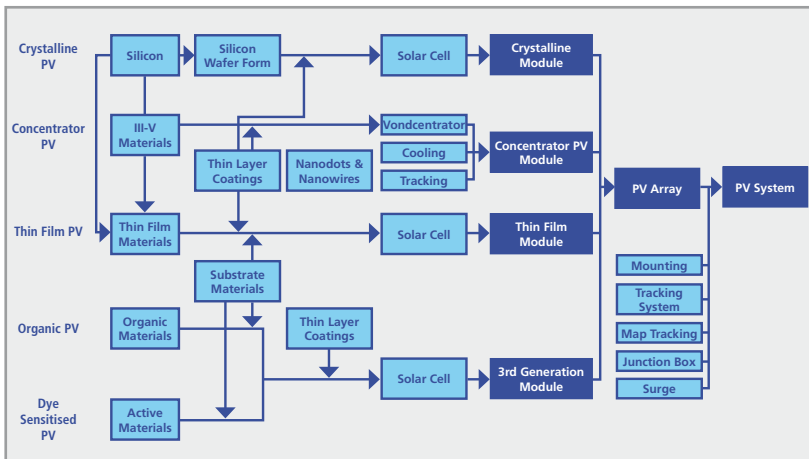 Crystalline
PV
Silicon
Silicon
Wafer Form
Solar Cell
Crystalline
Module
Concentrator
PV
III-V
Materials
Thin Layer
Coatings
Nanodots &
Nanowires
Vondcentrator
Cooling
Tracking
Concentrator PV
Module
PV Array
PV System
Thin Film PV
Thin Film
Materials
Solar Cell
Thin Film
Module
Substrate
Materials
Mounting
Tracking
System
Map Tracking
Junction Box
Surge
Organic PV
Organic
Materials
Thin Layer
Coatings
Solar Cell
3rd Generation
Module
Dye
Sensitised
PV
Active
Materials